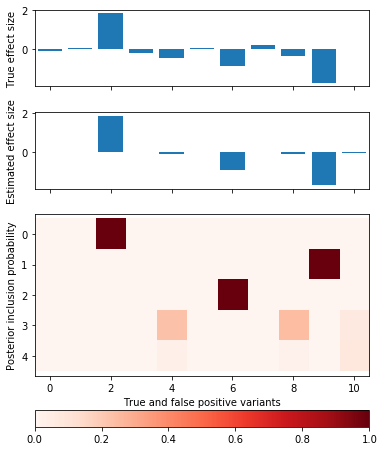 True effect size
2
0
Estimated effect size
2
0
Posterior inclusion probability
0
1
2
3
4
0 2 4 6 8 10
True and false positive variants
0.0 0.2 0.4 0.6 0.8 1.0